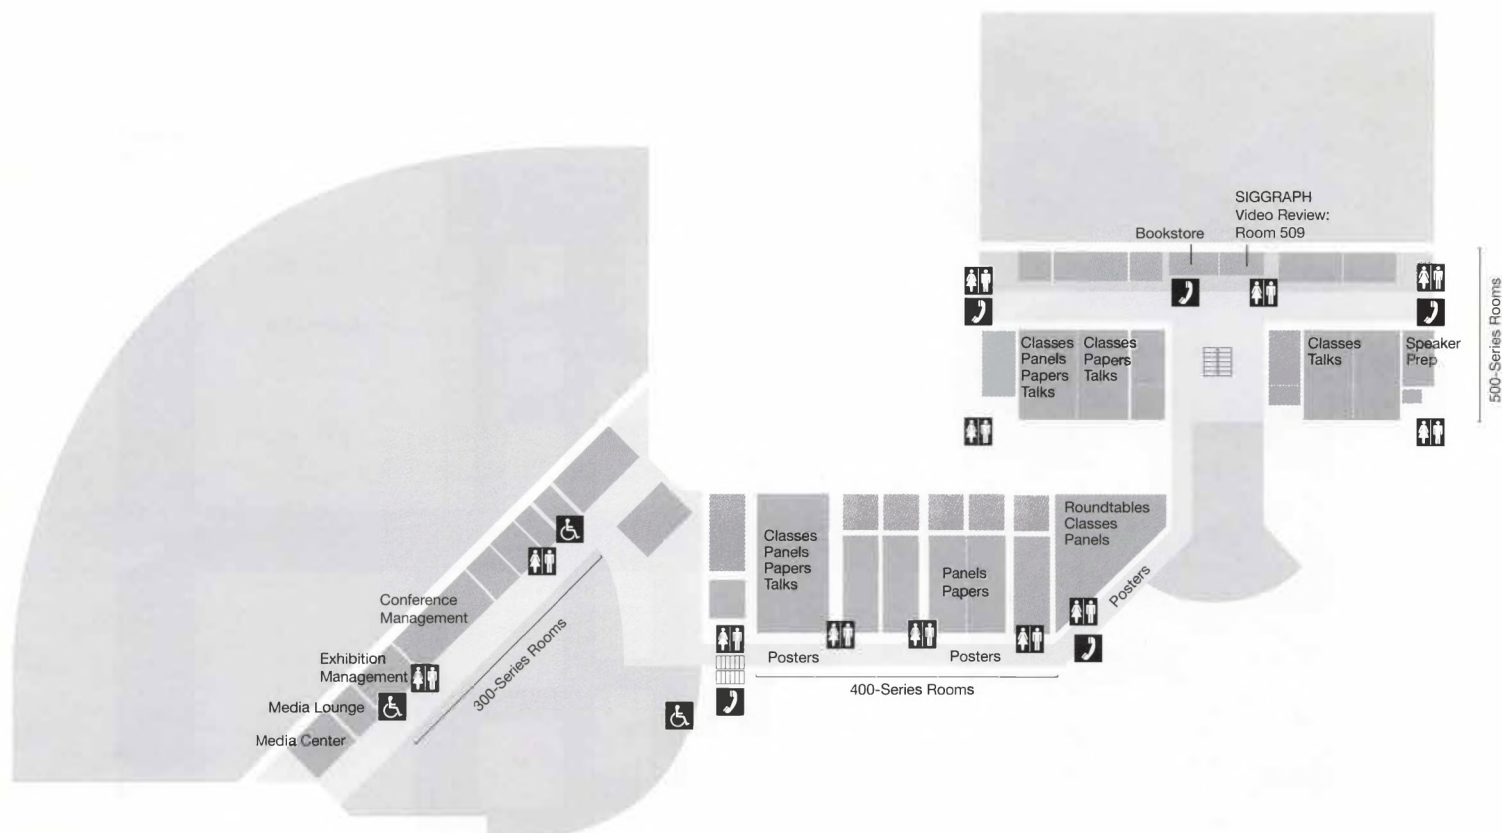 SIGGRAPH
Video Review:
Room 509
Bookstore
Classes
Panels
Papers
Talks
Classes
Papers
Talks
Classes
Talks
Speaker
Prep
500-Series Rooms
Roundtables
Classes
Panels
Classes
Panels
Papers
Talks
Panels
Papers
Posters
Posters
Posters
400-Series Rooms
Conference
Management
Exhibition
Management
Media Lounge
Media Center
300-Series Rooms